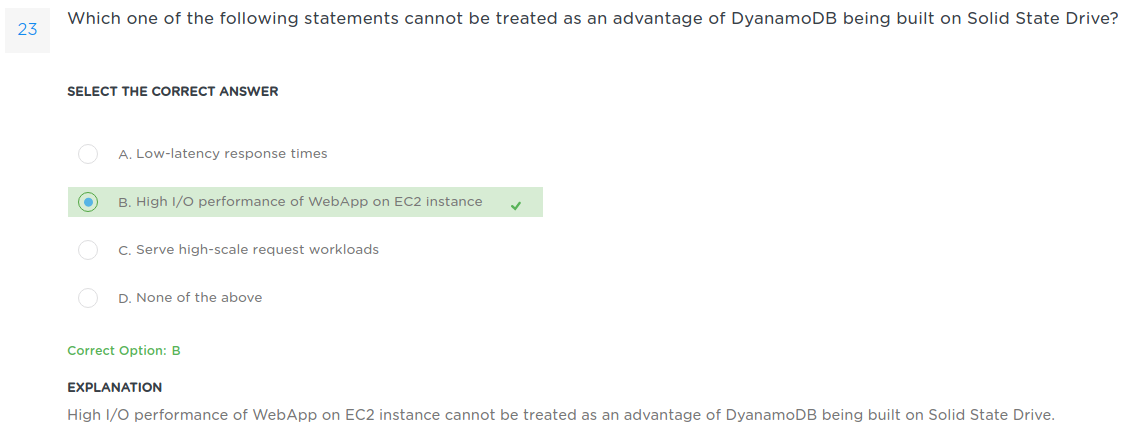 23
Which one of the following statements cannot be treated as an advantage of DyanamoDB being built on Solid State Drive?
SELECT THE CORRECT ANSWER
A. Low-latency response times
B. High I/O performance of WebApp on EC2 instance
C. Serve high-scale request workloads
D. None of the above
Correct Option: B
EXPLANATION
High I/O performance of WebApp on EC2 instance cannot be treated as an advantage of DyanamoDB being built on Solid State Drive.